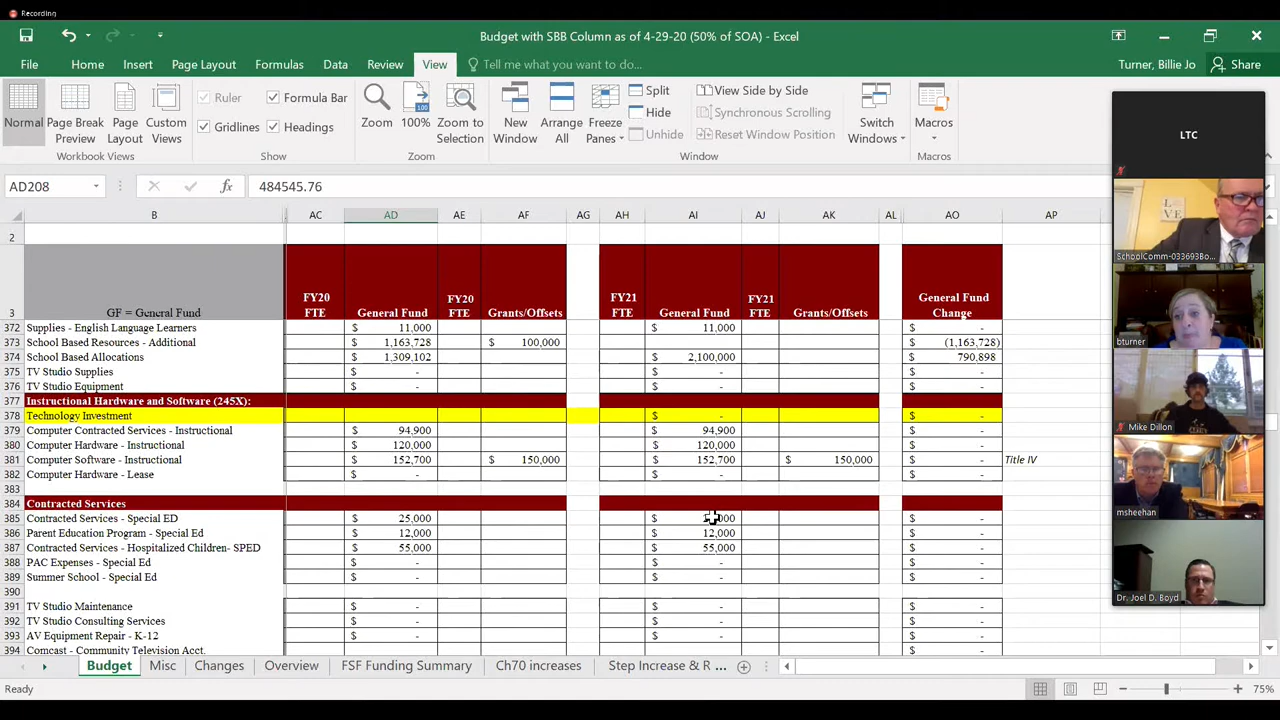 Recording
Budget with SBB Column as of 4-29-20 (50% of SOA) - Excel
File Home Insert Page Layout Formulas Data Review View Tell me what you want to do... Turner, Billie Jo Share
Normal Page Break Preview Page Layout Custom Views
Workbook Views
Ruler Formula Bar
Gridlines Headings
Show
Zoom 100% Zoom to Selection
Zoom
New Window Arrange All Freeze Panes
Split
Hide
Unhide
View Side by Side
Synchronous Scrolling
Reset Window Position
Window
Switch Windows
Macros
Macros
AD208 fx 484545.76
B AC AD AE AF AG AH AI AJ AK AL AO AP
2
3 GF = General Fund FY20 FTE General Fund FY20 FTE Grants/Offsets FY21 FTE General Fund FY21 FTE Grants/Offsets General Fund Change
372 Supplies - English Language Learners $ 11,000 $ 11,000 $ -
373 School Based Resources - Additional $ 1,163,728 $ 100,000 $ (1,163,728)
374 School Based Allocations $ 1,309,102 $ 2,100,000 $ 790,898
375 TV Studio Supplies $ - $ - $ -
376 TV Studio Equipment $ - $ - $ -
377 Instructional Hardware and Software (245X):
378 Technology Investment $ - $ -
379 Computer Contracted Services - Instructional $ 94,900 $ 94,900 $ -
380 Computer Hardware - Instructional $ 120,000 $ 120,000 $ -
381 Computer Software - Instructional $ 152,700 $ 150,000 $ 152,700 $ 150,000 $ - Title IV
382 Computer Hardware - Lease $ - $ - $ -
383
384 Contracted Services
385 Contracted Services - Special ED $ 25,000 $ $ -
386 Parent Education Program - Special Ed $ 12,000 $ 12,000 $ -
387 Contracted Services - Hospitalized Children- SPED $ 55,000 $ 55,000 $ -
388 PAC Expenses - Special Ed $ - $ - $ -
389 Summer School - Special Ed $ - $ - $ -
390
391 TV Studio Maintenance $ - $ - $ -
392 TV Studio Consulting Services $ - $ - $ -
393 AV Equipment Repair - K-12 $ - $ - $ -
394 Comcast - Community Television Acct.
Budget Misc Changes Overview FSF Funding Summary Ch70 increases Step Increase & R ...
Ready 75%
LTC
SchoolComm-033693Bo...
bturner
Mike Dillon
msheehan
Dr. Joel D. Boyd